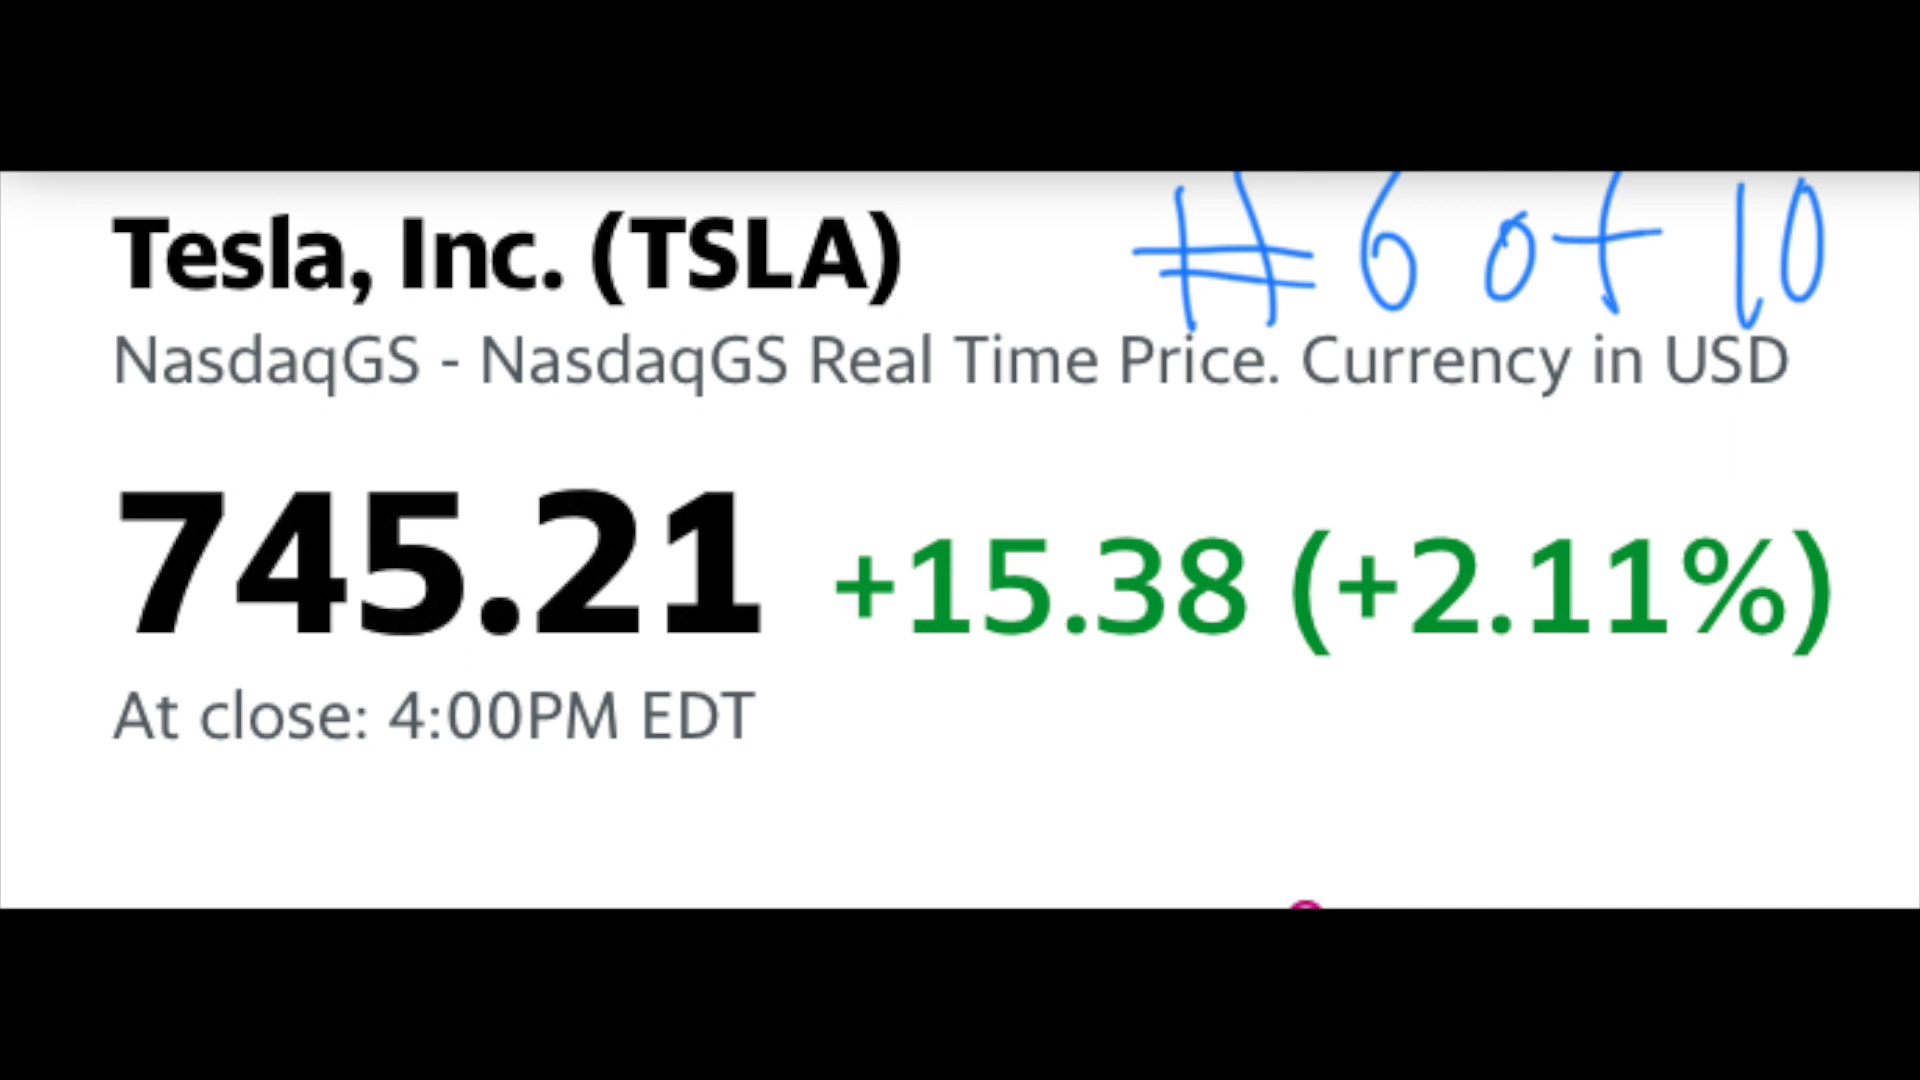 Tesla, Inc. (TSLA) #6 of 10
NasdaqGS - NasdaqGS Real Time Price. Currency in USD
745.21 +15.38 (+2.11%)
At close: 4:00PM EDT